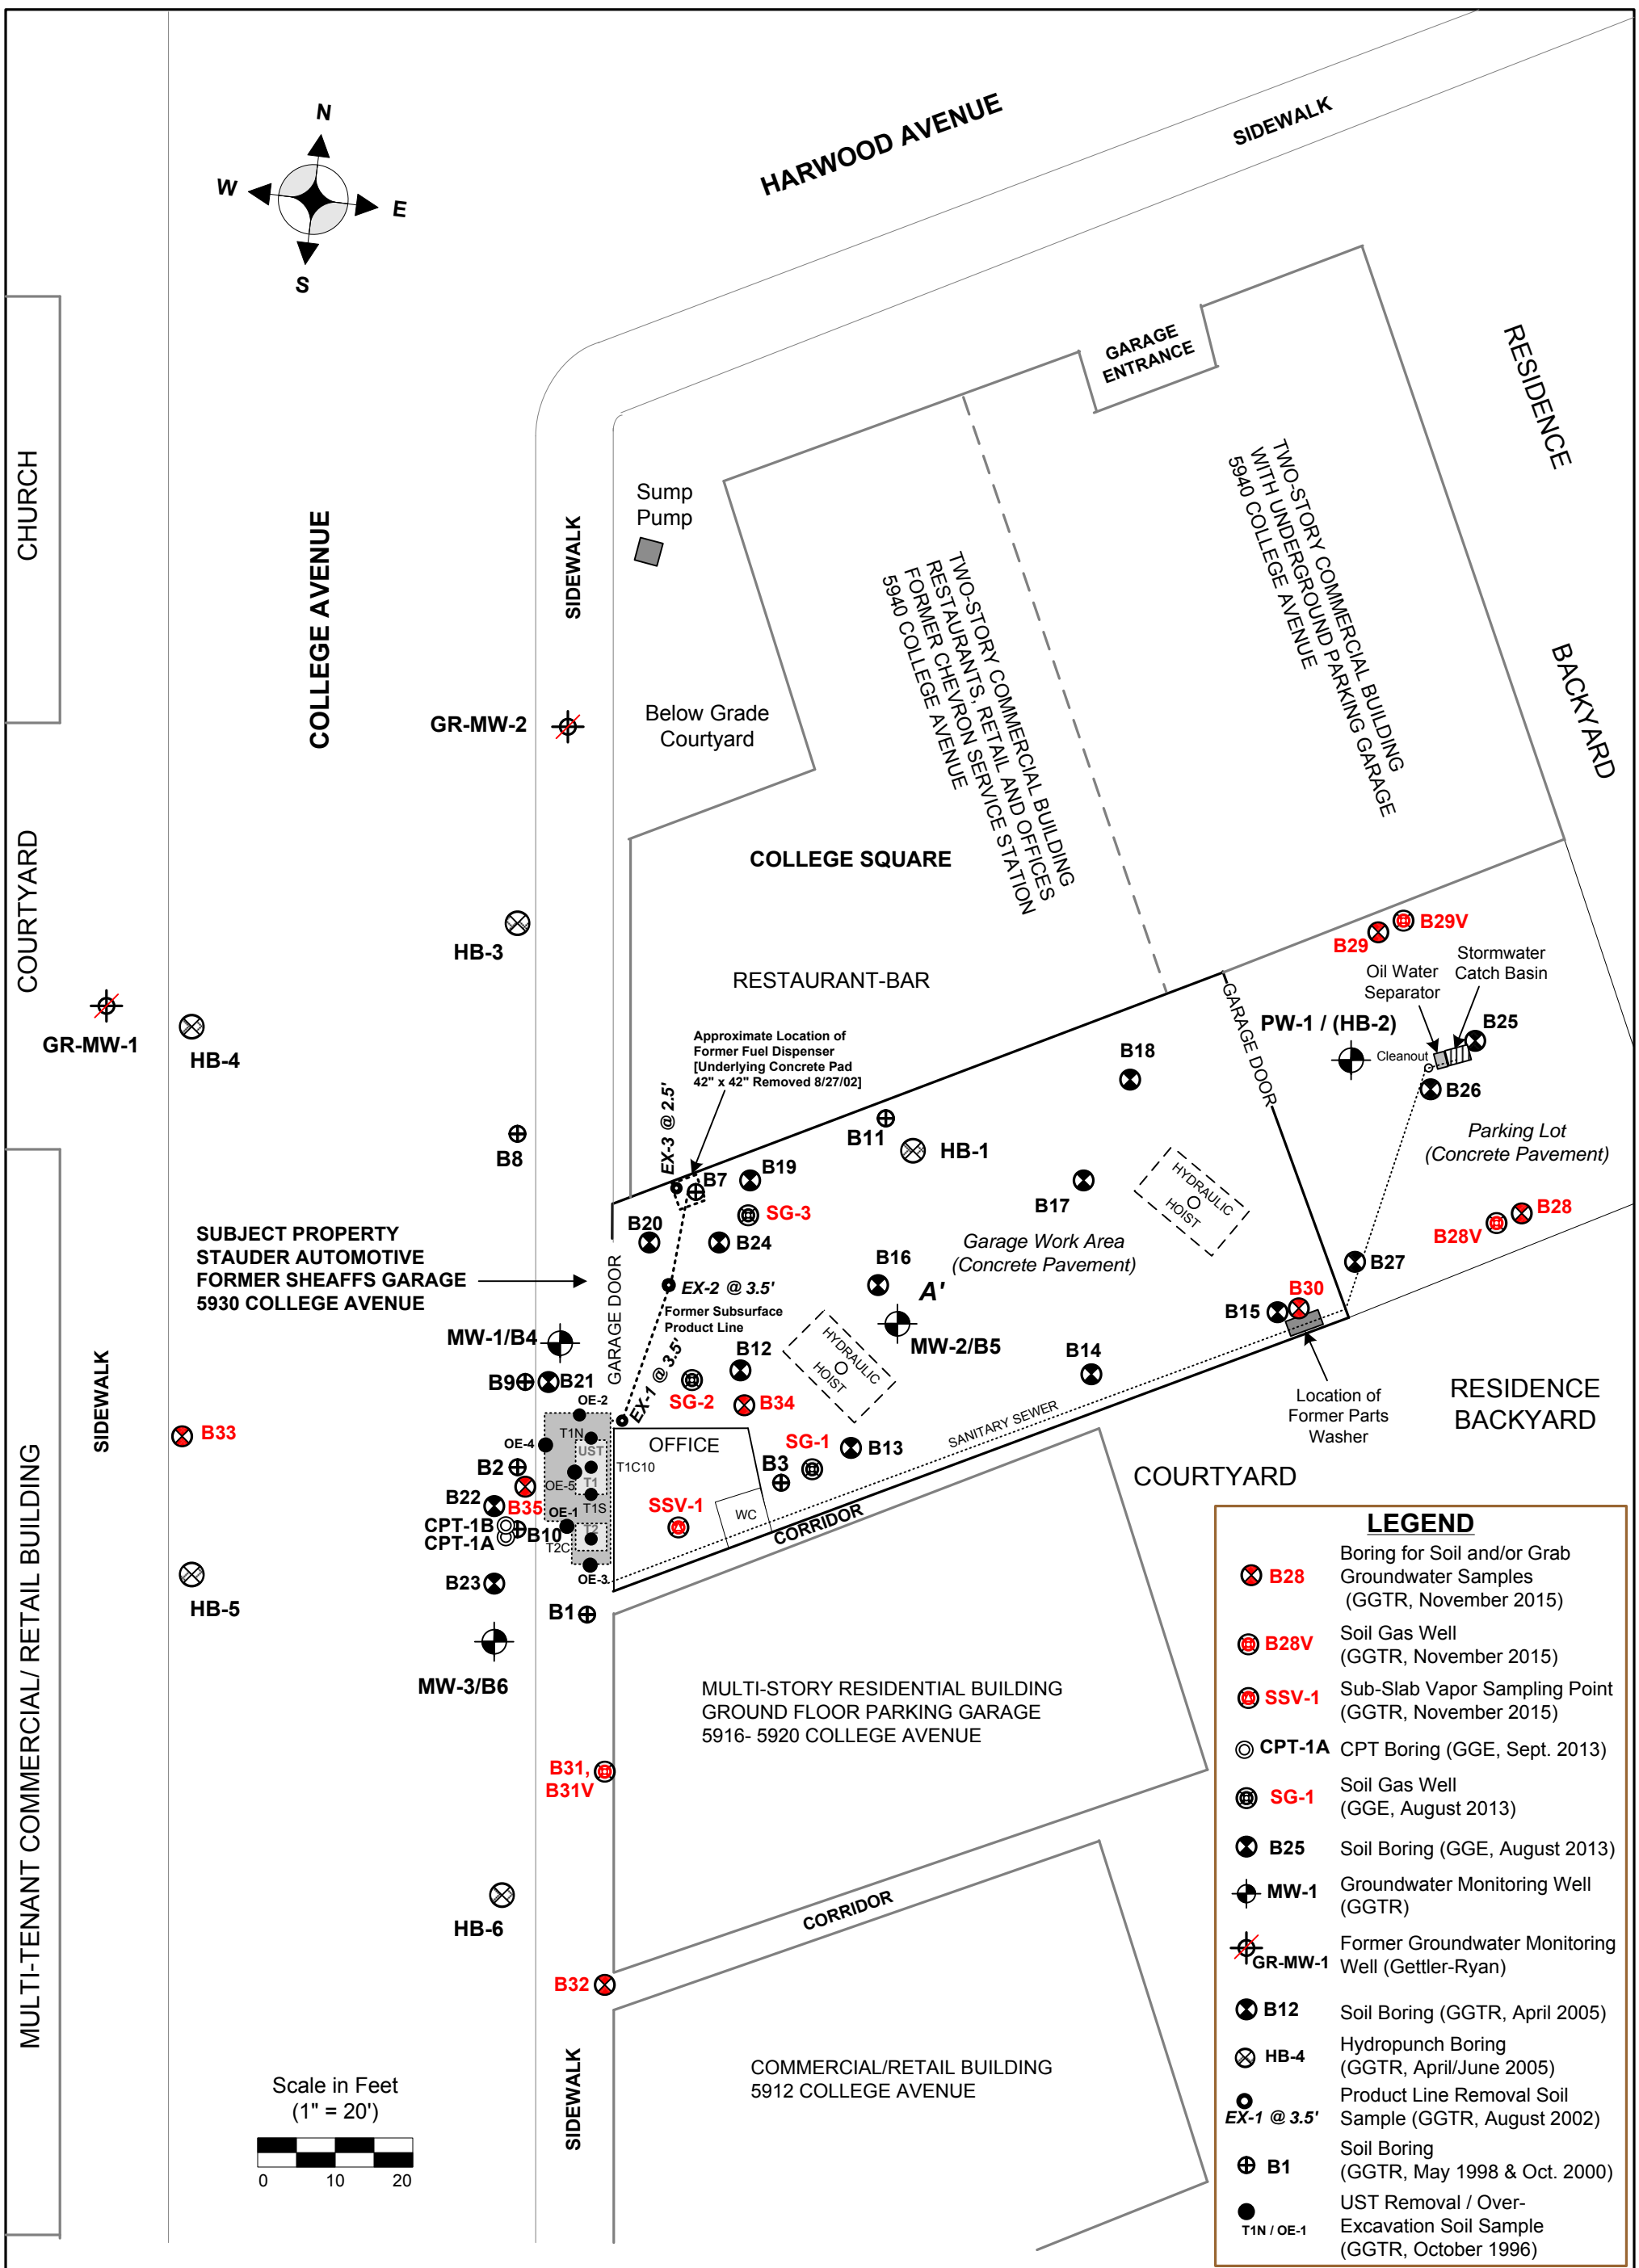 HARWOOD AVENUE
SIDEWALK
N
W
E
S
GARAGE
ENTRANCE
RESIDENCE
BACKYARD
CHURCH
COLLEGE AVENUE
SIDEWALK
Sump
Pump
TWO-STORY COMMERCIAL BUILDING
WITH UNDERGROUND PARKING GARAGE
5940 COLLEGE AVENUE
TWO-STORY COMMERCIAL BUILDING
RESTAURANTS, RETAIL AND OFFICES
FORMER CHEVRON SERVICE STATION
5940 COLLEGE AVENUE
GR-MW-2
Below Grade
Courtyard
COURTYARD
COLLEGE SQUARE
HB-3
RESTAURANT-BAR
B29V
B29
Stormwater
Catch Basin
Oil Water
Separator
GARAGE DOOR
PW-1 / (HB-2)
Cleanout
B25
B26
GR-MW-1
HB-4
Approximate Location of
Former Fuel Dispenser
[Underlying Concrete Pad
42" x 42" Removed 8/27/02]
B18
EX-3 @ 2.5'
B11
HB-1
Parking Lot
(Concrete Pavement)
B8
B7
B19
B17
HYDRAULIC
HOIST
SG-3
B28
B28V
SUBJECT PROPERTY
STAUDER AUTOMOTIVE
FORMER SHEAFFS GARAGE
5930 COLLEGE AVENUE
B20
B24
Garage Work Area
(Concrete Pavement)
GARAGE DOOR
B16
A'
B27
EX-2 @ 3.5'
B30
B15
Former Subsurface
Product Line
MW-1/B4
HYDRAULIC
HOIST
MW-2/B5
B12
B14
EX-1 @ 3.5'
B9
B21
SG-2
B34
Location of
Former Parts
Washer
RESIDENCE
BACKYARD
SIDEWALK
B33
OE-2
T1N
OE-4
UST
OFFICE
T1C10
SG-1
B13
SANITARY SEWER
B2
B3
COURTYARD
OE-5
T1
B22
B35
T1S
OE-1
SSV-1
WC
CPT-1B
CPT-1A
B10
T2
T2C
CORRIDOR
B23
OE-3
HB-5
B1
MW-3/B6
MULTI-TENANT COMMERCIAL/ RETAIL BUILDING
MULTI-STORY RESIDENTIAL BUILDING
GROUND FLOOR PARKING GARAGE
5916- 5920 COLLEGE AVENUE
B31,
B31V
HB-6
CORRIDOR
B32
SIDEWALK
COMMERCIAL/RETAIL BUILDING
5912 COLLEGE AVENUE
Scale in Feet
(1" = 20')
0 10 20
LEGEND
B28 Boring for Soil and/or Grab
Groundwater Samples
(GGTR, November 2015)
B28V Soil Gas Well
(GGTR, November 2015)
SSV-1 Sub-Slab Vapor Sampling Point
(GGTR, November 2015)
CPT-1A CPT Boring (GGE, Sept. 2013)
SG-1 Soil Gas Well
(GGE, August 2013)
B25 Soil Boring (GGE, August 2013)
MW-1 Groundwater Monitoring Well
(GGTR)
GR-MW-1 Former Groundwater Monitoring
Well (Gettler-Ryan)
B12 Soil Boring (GGTR, April 2005)
HB-4 Hydropunch Boring
(GGTR, April/June 2005)
EX-1 @ 3.5' Product Line Removal Soil
Sample (GGTR, August 2002)
B1 Soil Boring
(GGTR, May 1998 & Oct. 2000)
T1N / OE-1 UST Removal / Over-
Excavation Soil Sample
(GGTR, October 1996)